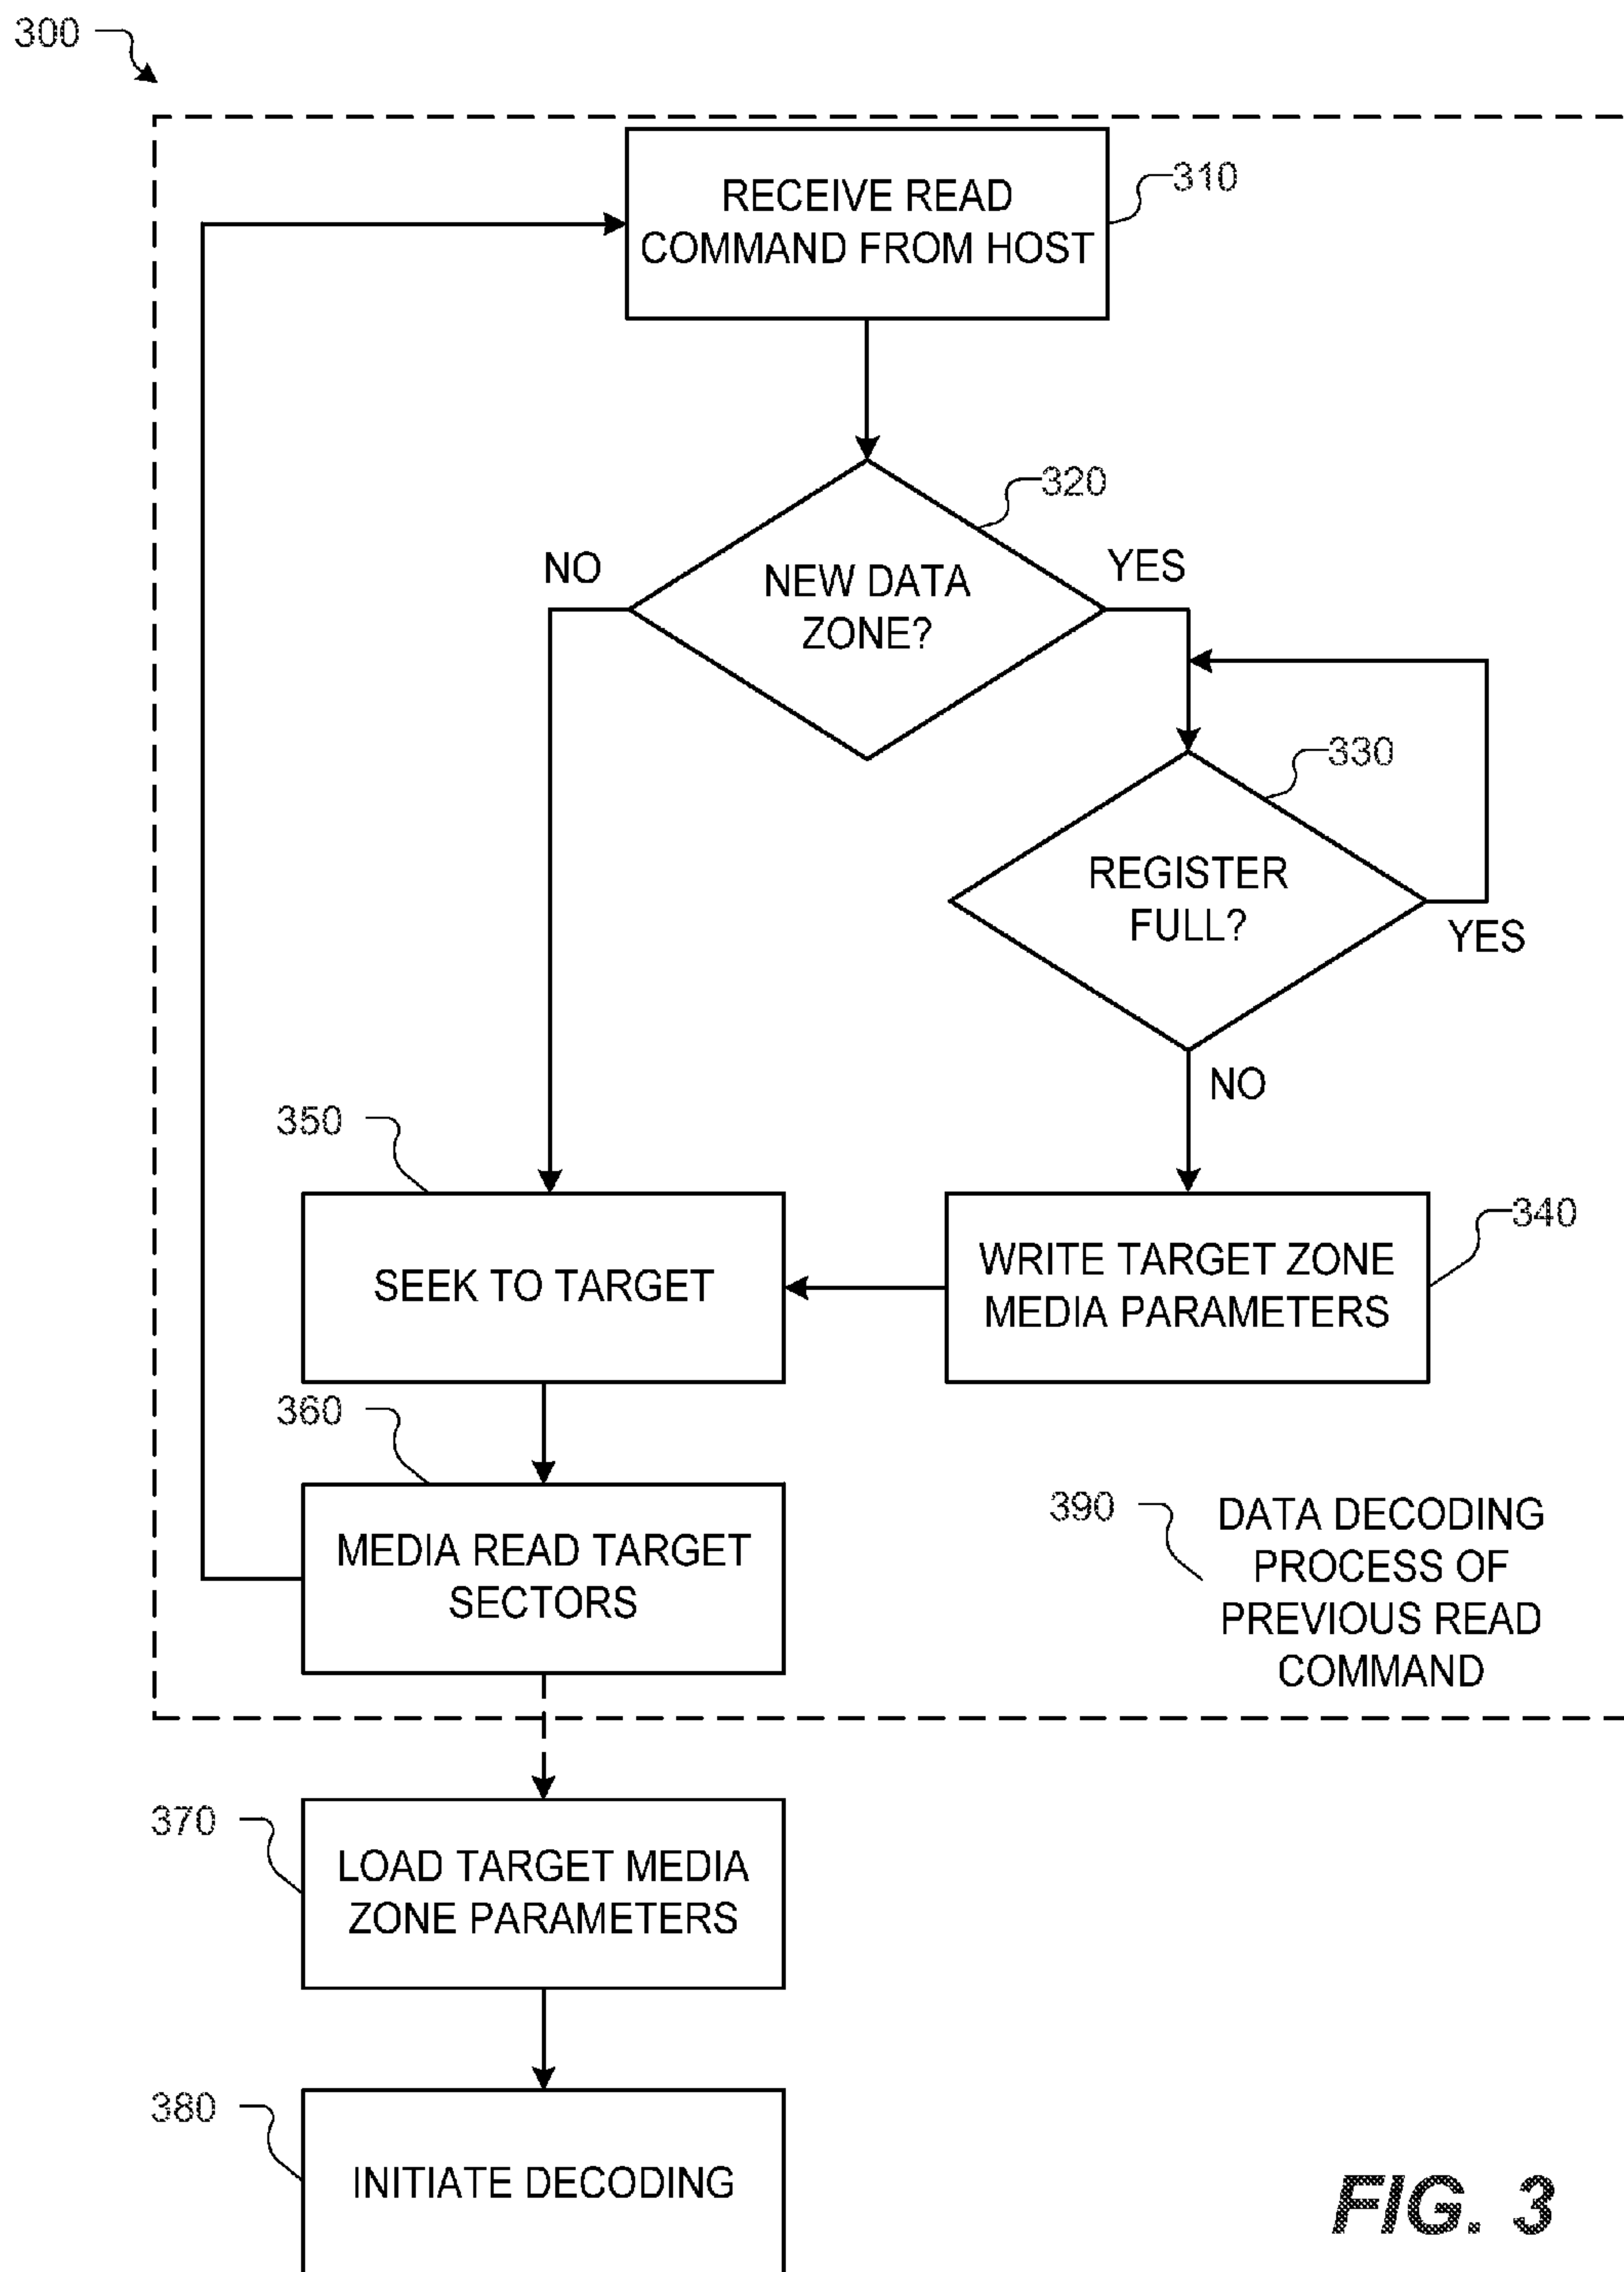 300
RECEIVE READ
COMMAND FROM HOST
310
320
NO
NEW DATA
ZONE?
YES
330
REGISTER
FULL?
YES
NO
350
SEEK TO TARGET
WRITE TARGET ZONE
MEDIA PARAMETERS
340
360
MEDIA READ TARGET
SECTORS
390
DATA DECODING
PROCESS OF
PREVIOUS READ
COMMAND
370
LOAD TARGET MEDIA
ZONE PARAMETERS
380
INITIATE DECODING
FIG. 3